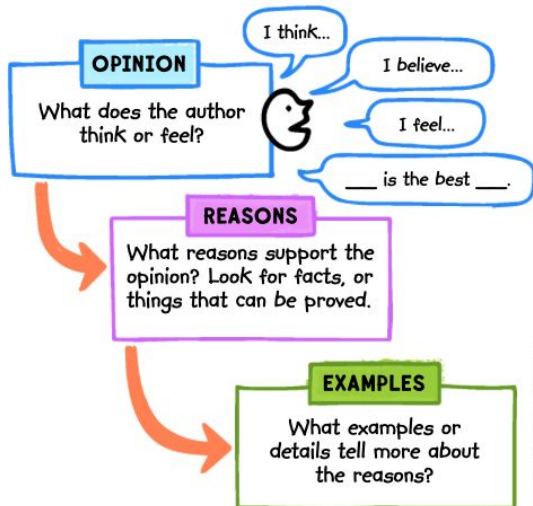 OPINION
What does the author
think or feel?
I think...
I believe...
I feel...
___ is the best ___.
REASONS
What reasons support the
opinion? Look for facts, or
things that can be proved.
EXAMPLES
What examples or
details tell more about
the reasons?